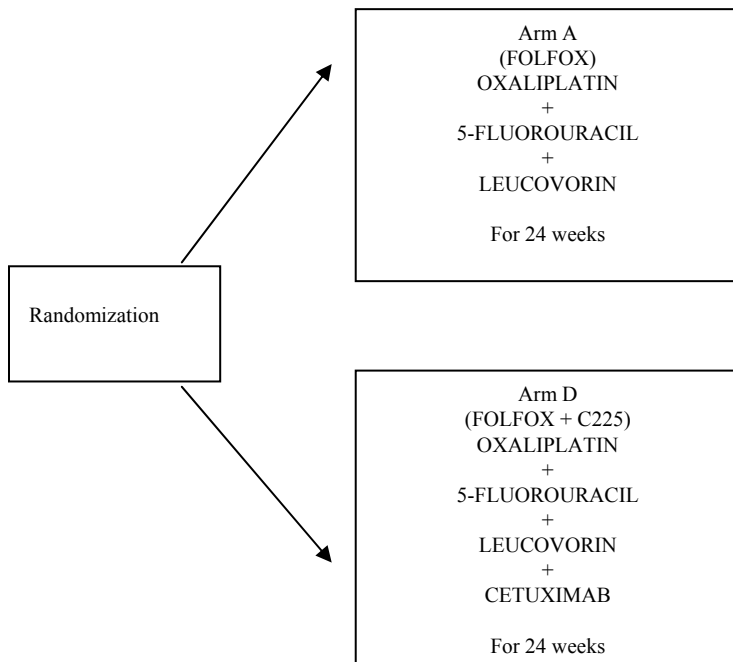 Arm A
(FOLFOX)
OXALIPLATIN
+
5-FLUOROURACIL
+
LEUCOVORIN
For 24 weeks
Randomization
Arm D
(FOLFOX + C225)
OXALIPLATIN
+
5-FLUOROURACIL
+
LEUCOVORIN
+
CETUXIMAB
For 24 weeks